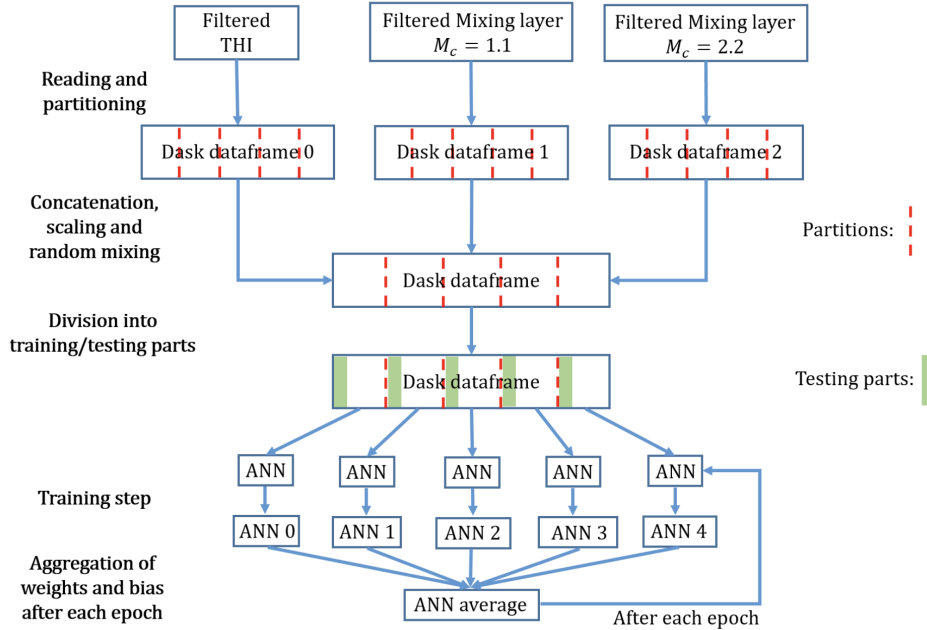 Filtered
THI
Filtered Mixing layer
M_c = 1.1
Filtered Mixing layer
M_c = 2.2
Reading and
partitioning
Dask dataframe 0
Dask dataframe 1
Dask dataframe 2
Concatenation,
scaling and
random mixing
Partitions:
Dask dataframe
Division into
training/testing parts
Dask dataframe
Testing parts:
ANN
ANN
ANN
ANN
ANN
Training step
ANN 0
ANN 1
ANN 2
ANN 3
ANN 4
Aggregation of
weights and bias
after each epoch
ANN average
After each epoch